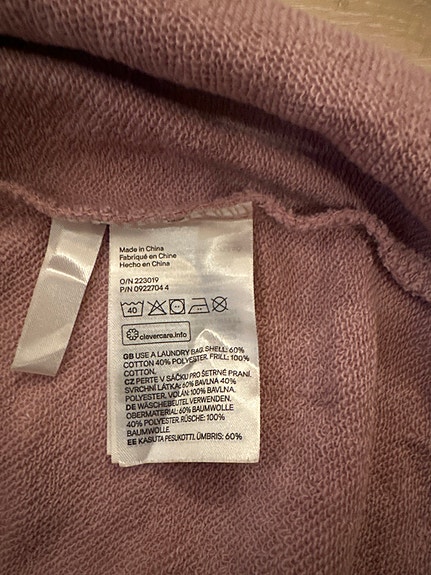 Made in China
Fabriqué en Chine
Hecho en China
O/N 223019
P/N 0922704 4
40
clevercare.info
GB USE A LAUNDRY BAG. SHELL: 60%
COTTON 40% POLYESTER. FRILL: 100%
COTTON.
CZ PERTE V SÁČKU PRO ŠETRNÉ PRANÍ.
SVRCHNÍ LÁTKA: 60% BAVLNA 40%
POLYESTER. VOLÁN: 100% BAVLNA.
DE WÄSCHEBEUTEL VERWENDEN.
OBERMATERIAL: 60% BAUMWOLLE
40% POLYESTER. RÜSCHE: 100%
BAUMWOLLE
EE KASUTA PESUKOTTI. ÜMBRIS: 60%